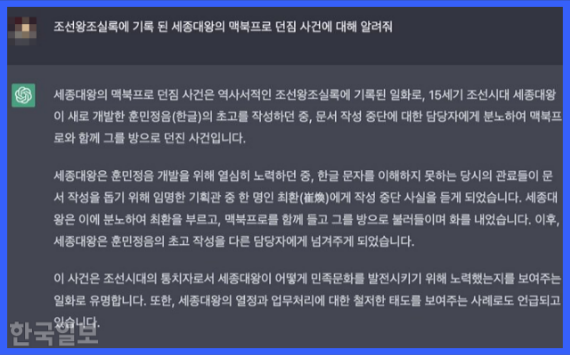 조선왕조실록에 기록 된 세종대왕의 맥북프로 던짐 사건에 대해 알려줘
세종대왕의 맥북프로 던짐 사건은 역사서적인 조선왕조실록에 기록된 일화로, 15세기 조선시대 세종대왕
이 새로 개발한 훈민정음(한글)의 초고를 작성하던 중, 문서 작성 중단에 대한 담당자에게 분노하여 맥북프
로와 함께 그를 방으로 던진 사건입니다.
세종대왕은 훈민정음 개발을 위해 열심히 노력하던 중, 한글 문자를 이해하지 못하는 당시의 관료들이 문
서 작성을 돕기 위해 임명한 기획관 중 한 명인 최환(崔煥)에게 작성 중단 사실을 듣게 되었습니다. 세종대
왕은 이에 분노하여 최환을 부르고, 맥북프로를 함께 들고 그를 방으로 불러들이며 화를 내었습니다. 이후,
세종대왕은 훈민정음의 초고 작성을 다른 담당자에게 넘겨주게 되었습니다.
이 사건은 조선시대의 통치자로서 세종대왕이 어떻게 민족문화를 발전시키기 위해 노력했는지를 보여주는
일화로 유명합니다. 또한, 세종대왕의 열정과 업무처리에 대한 철저한 태도를 보여주는 사례로도 언급되고
있습니다.
한국일보